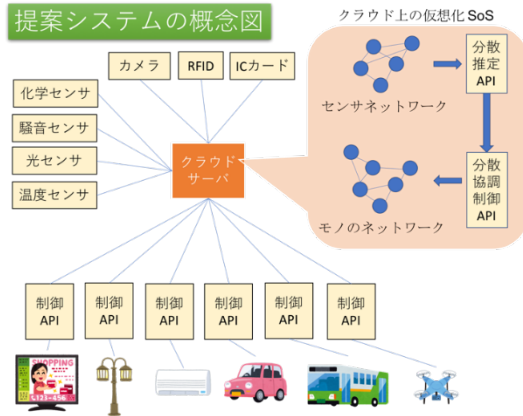 提案システムの概念図
クラウド上の仮想化 SoS
カメラ
RFID
ICカード
化学センサ
騒音センサ
光センサ
温度センサ
クラウド
サーバ
センサネットワーク
分散
推定
API
モノのネットワーク
分散
協調
制御
API
制御
API
制御
API
制御
API
制御
API
制御
API
制御
API
SHOPPING
123-456